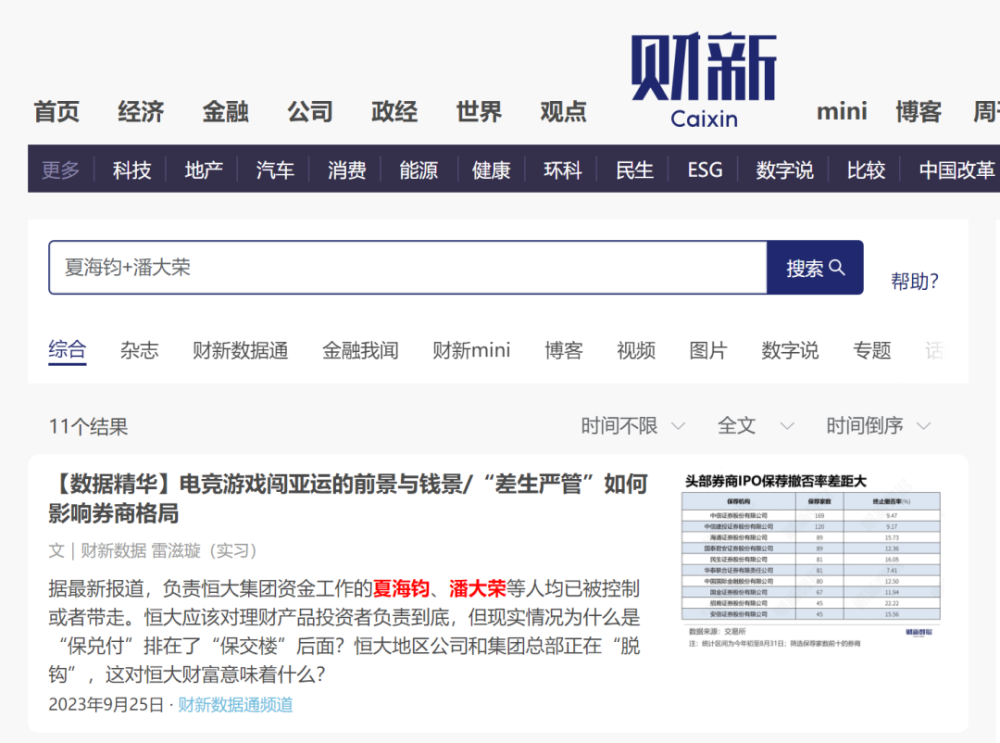 财新
Caixin
首页 经济 金融 公司 政经 世界 观点 mini 博客
更多 科技 地产 汽车 消费 能源 健康 环科 民生 ESG 数字说 比较 中国改革
夏海钧+潘大荣 搜索 帮助?
综合 杂志 财新数据通 金融我闻 财新mini 博客 视频 图片 数字说 专题 话
11个结果 时间不限 全文 时间倒序
【数据精华】电竞游戏闯亚运的前景与钱景/“差生严管”如何
影响券商格局
文｜财新数据 雷滋璇（实习）
据最新报道，负责恒大集团资金工作的夏海钧、潘大荣等人均已被控制
或者带走。恒大应该对理财产品投资者负责到底，但现实情况为什么是
“保兑付”排在了“保交楼”后面？恒大地区公司和集团总部正在“脱
钩”，这对恒大财富意味着什么？
2023年9月25日 · 财新数据通频道
头部券商IPO保荐撤否率差距大
保荐机构 保荐家数 终止撤否率(%)
中信证券股份有限公司 169 9.47
中信建投证券股份有限公司 120 9.17
海通证券股份有限公司 89 15.73
国泰君安证券股份有限公司 89 12.36
民生证券股份有限公司 81 16.05
华泰联合证券有限责任公司 81 7.41
中国国际金融股份有限公司 80 12.50
国金证券股份有限公司 67 11.94
招商证券股份有限公司 45 22.22
安信证券股份有限公司 45 15.56
数据来源：交易所
财新数据
注：统计区间为今年初至8月31日；筛选保荐家数前十的券商